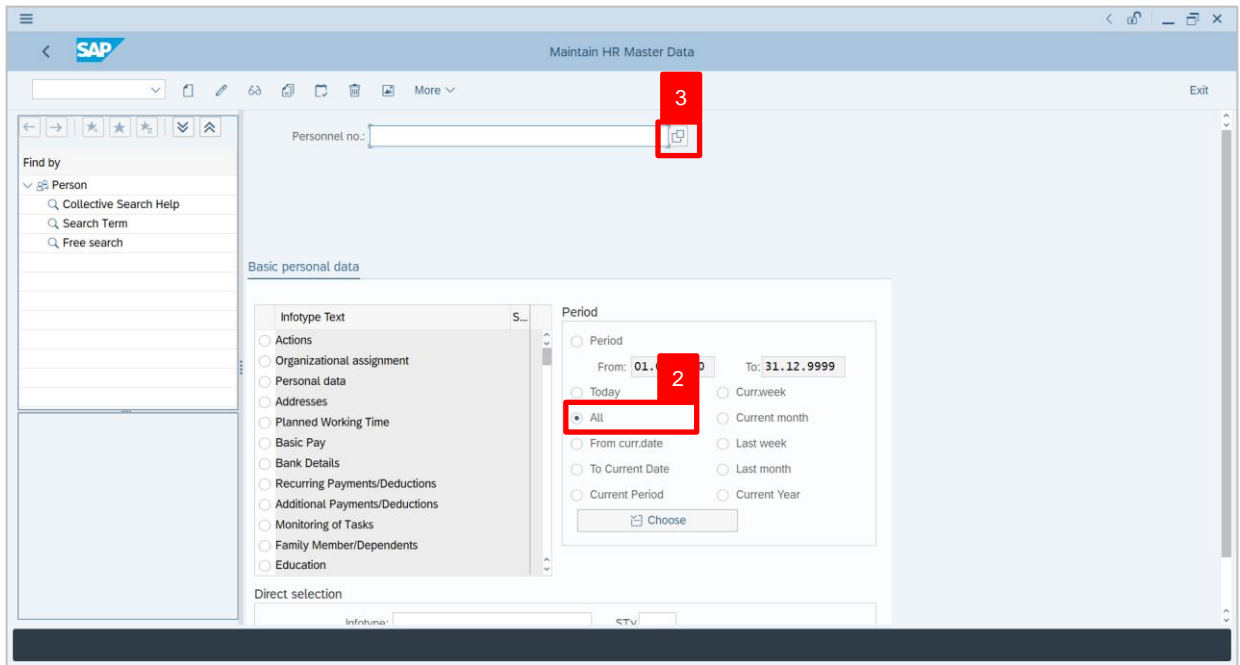 SAP
Maintain HR Master Data
More
Exit
3
Personnel no.:
Find by
Person
Collective Search Help
Search Term
Free search
Basic personal data
Infotype Text S...
Actions
Organizational assignment
Personal data
Addresses
Planned Working Time
Basic Pay
Bank Details
Recurring Payments/Deductions
Additional Payments/Deductions
Monitoring of Tasks
Family Member/Dependents
Education
Period
Period
From: To: 31.12.9999
2
Today Curr.week
All Current month
From curr.date Last week
To Current Date Last month
Current Period Current Year
Choose
Direct selection
Infotype: STy